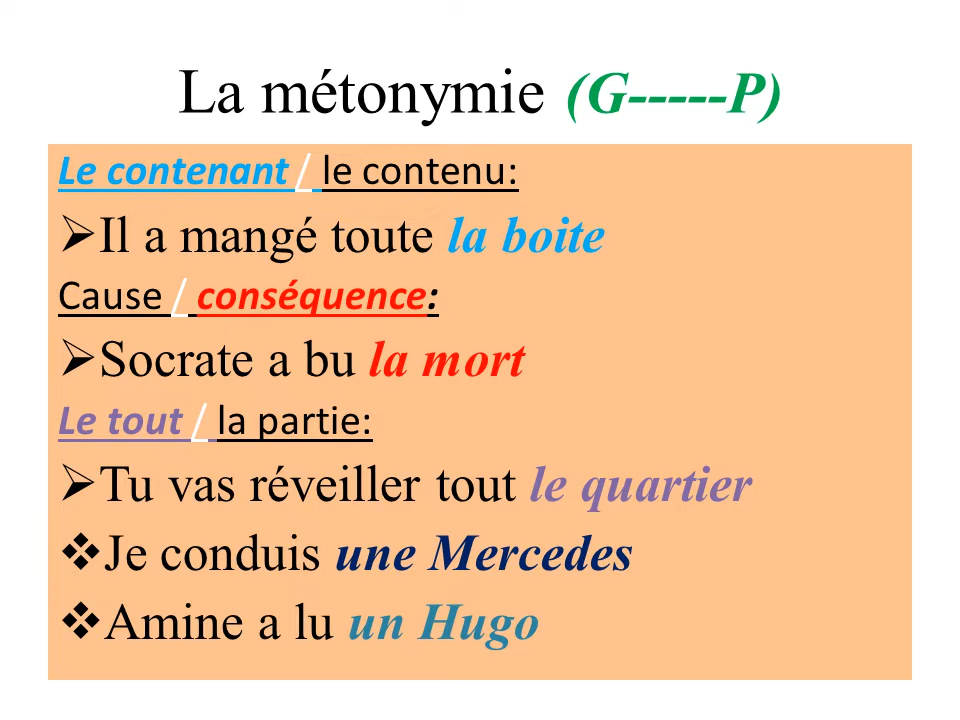 La métonymie (G-----P)
Le contenant / le contenu:
Il a mangé toute la boite
Cause / conséquence:
Socrate a bu la mort
Le tout / la partie:
Tu vas réveiller tout le quartier
Je conduis une Mercedes
Amine a lu un Hugo